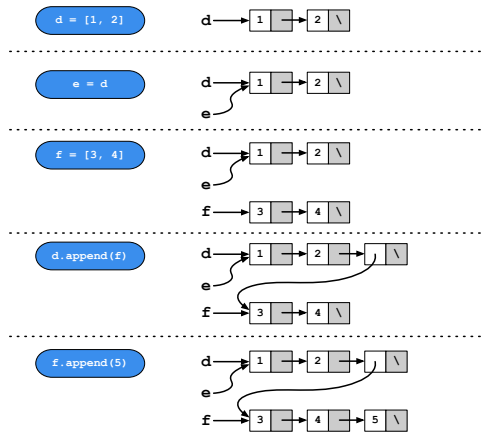 d = [1, 2]
d 1 2 \
e = d
d 1 2 \
e
f = [3, 4]
d 1 2 \
e
f 3 4 \
d.append(f)
d 1 2 \
e
f 3 4 \
f.append(5)
d 1 2 \
e
f 3 4 5 \